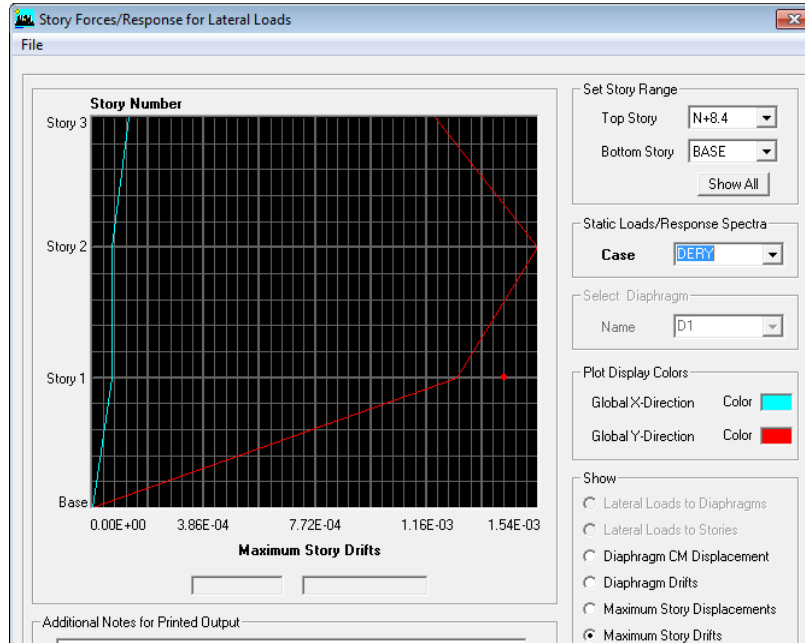 Story Forces/Response for Lateral Loads
File
Story Number
Story 3
Story 2
Story 1
Base
0.00E+00 3.86E-04 7.72E-04 1.16E-03 1.54E-03
Maximum Story Drifts
Additional Notes for Printed Output
Set Story Range
Top Story N+8.4
Bottom Story BASE
Show All
Static Loads/Response Spectra
Case DERY
Select Diaphragm
Name D1
Plot Display Colors
Global X-Direction Color
Global Y-Direction Color
Show
Lateral Loads to Diaphragms
Lateral Loads to Stories
Diaphragm CM Displacement
Diaphragm Drifts
Maximum Story Displacements
Maximum Story Drifts